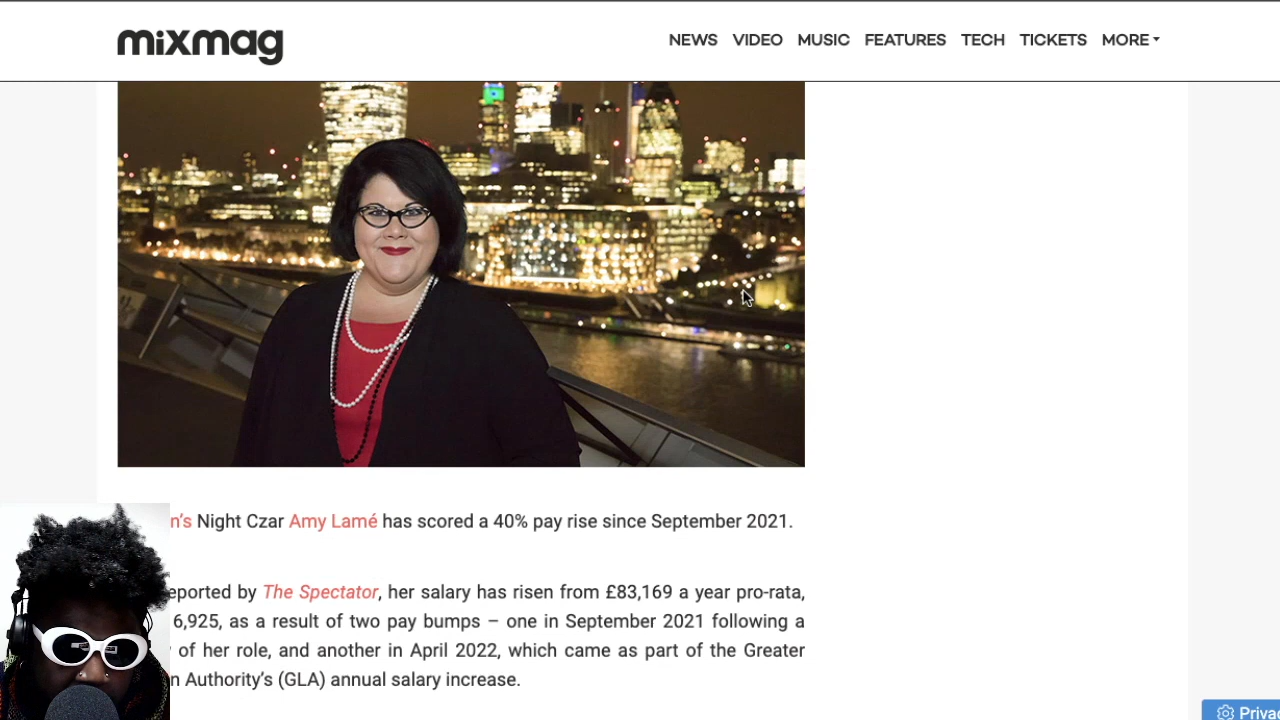 mixmag
NEWS VIDEO MUSIC FEATURES TECH TICKETS MORE
n's Night Czar Amy Lamé has scored a 40% pay rise since September 2021.
eported by The Spectator, her salary has risen from £83,169 a year pro-rata,
6,925, as a result of two pay bumps – one in September 2021 following a
of her role, and another in April 2022, which came as part of the Greater
n Authority's (GLA) annual salary increase.
Privac